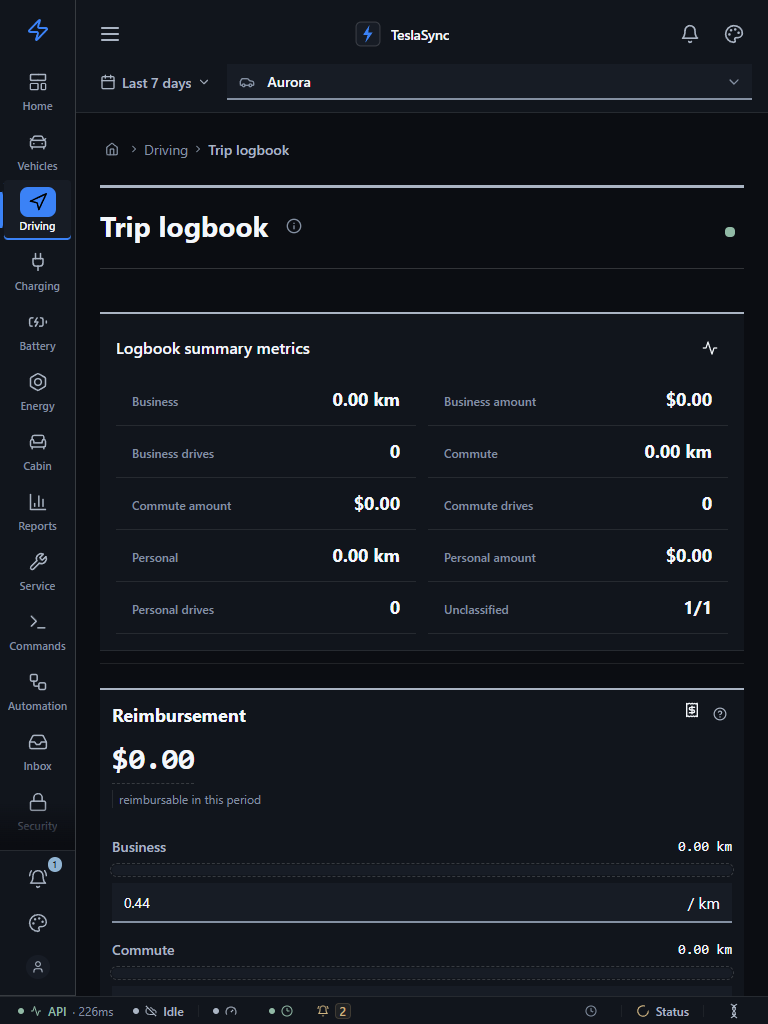 TeslaSync
Last 7 days
Aurora
Home
Vehicles
Driving
Charging
Battery
Energy
Cabin
Reports
Service
Commands
Automation
Inbox
Security
1
Driving
Trip logbook
Trip logbook
Logbook summary metrics
Business 0.00 km
Business amount $0.00
Business drives 0
Commute 0.00 km
Commute amount $0.00
Commute drives 0
Personal 0.00 km
Personal amount $0.00
Personal drives 0
Unclassified 1/1
Reimbursement
$0.00
reimbursable in this period
Business 0.00 km
0.44 / km
Commute 0.00 km
API · 226ms Idle 2 Status